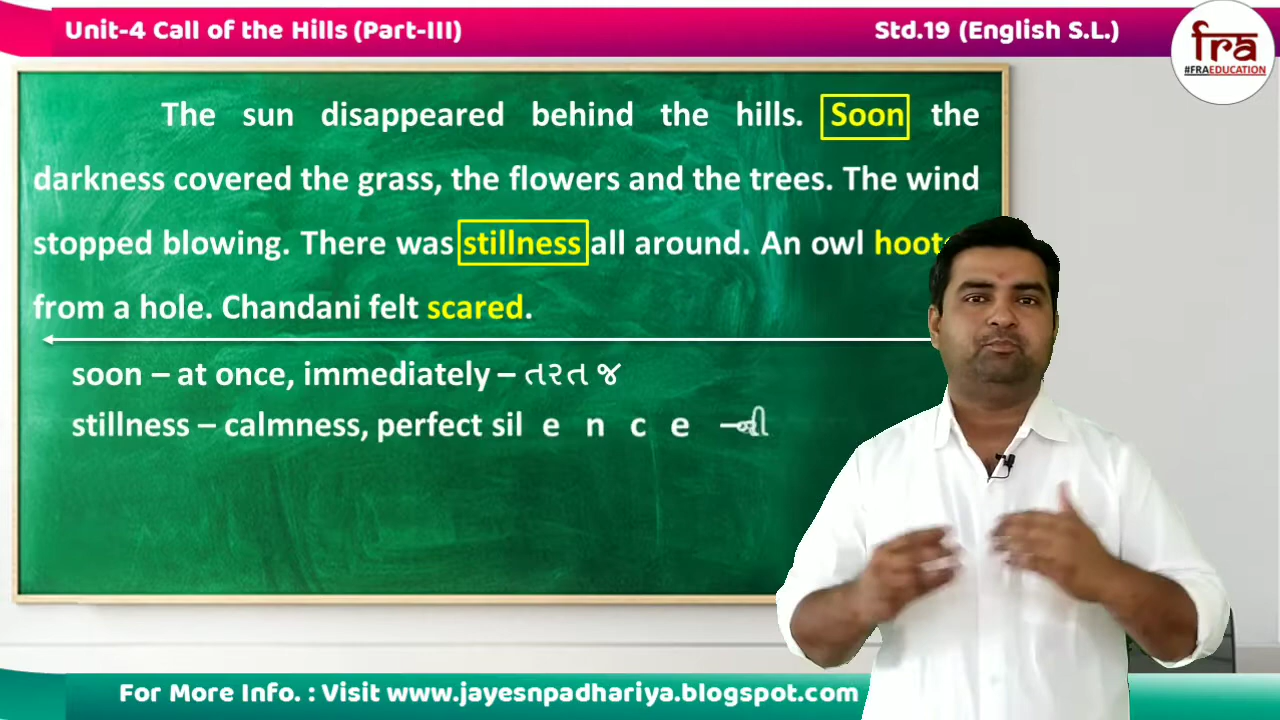 Unit-4 Call of the Hills (Part-III)
Std.19 (English S.L.)
fra
#FRAEDUCATION
The sun disappeared behind the hills. Soon the
darkness covered the grass, the flowers and the trees. The wind
stopped blowing. There was stillness all around. An owl
from a hole. Chandani felt scared.
soon – at once, immediately – તરત જ
stillness – calmness, perfect sil e n c e –
For More Info. : Visit www.jayesnpadhariya.blogspot.com